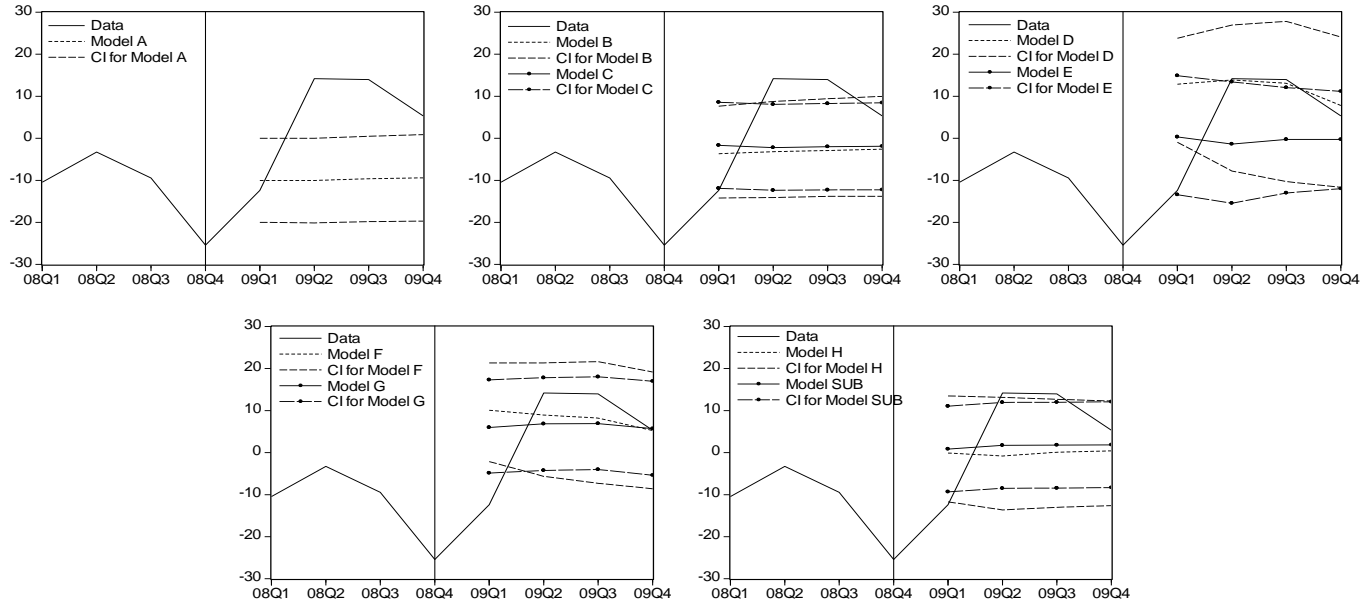 30
20
10
0
-10
-20
-30
Data
Model A
CI for Model A
08Q1 08Q2 08Q3 08Q4 09Q1 09Q2 09Q3 09Q4
30
20
10
0
-10
-20
-30
Data
Model B
CI for Model B
Model C
CI for Model C
08Q1 08Q2 08Q3 08Q4 09Q1 09Q2 09Q3 09Q4
30
20
10
0
-10
-20
-30
Data
Model D
CI for Model D
Model E
CI for Model E
08Q1 08Q2 08Q3 08Q4 09Q1 09Q2 09Q3 09Q4
30
20
10
0
-10
-20
-30
Data
Model F
CI for Model F
Model G
CI for Model G
08Q1 08Q2 08Q3 08Q4 09Q1 09Q2 09Q3 09Q4
30
20
10
0
-10
-20
-30
Data
Model H
CI for Model H
Model SUB
CI for Model SUB
08Q1 08Q2 08Q3 08Q4 09Q1 09Q2 09Q3 09Q4